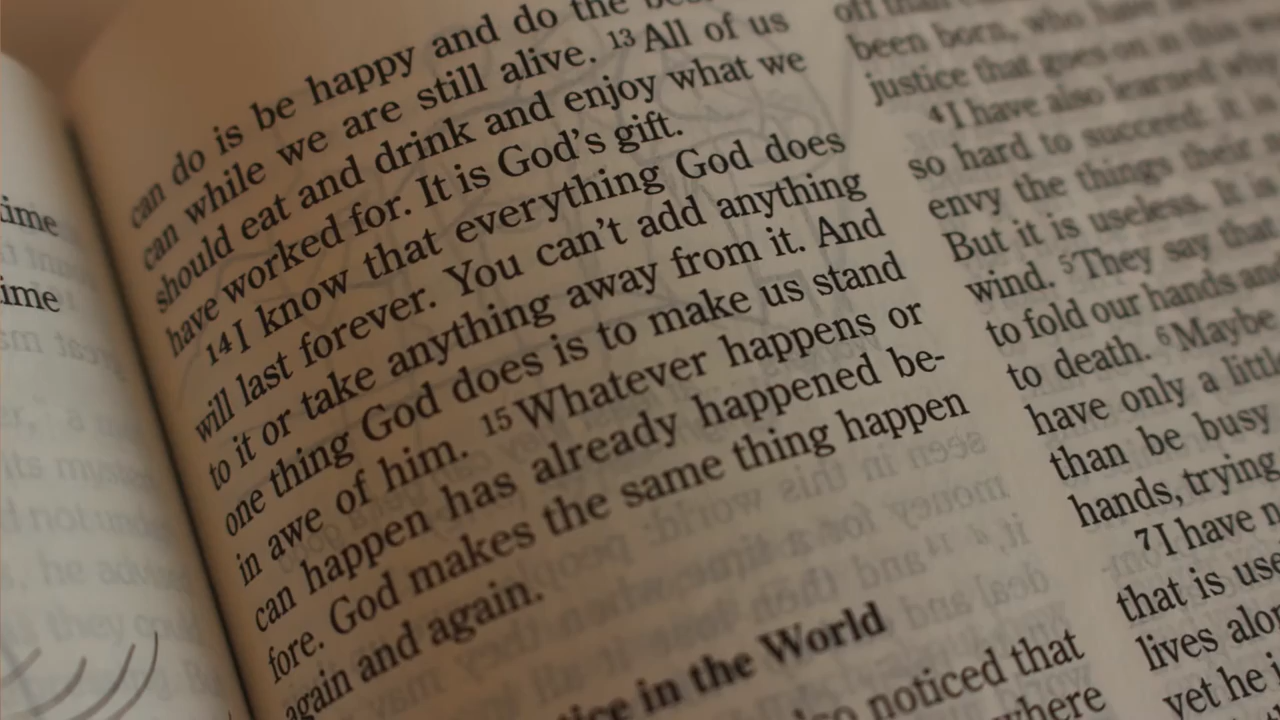 ime
ime
can do is be happy and do the
can while we are still alive. 13 All of us
should eat and drink and enjoy what we
have worked for. It is God's gift.
14 I know that everything God does
will last forever. You can't add anything
to it or take anything away from it. And
one thing God does is to make us stand
in awe of him. 15 Whatever happens or
can happen has already happened be-
fore. God makes the same thing happen
again and again.
in the World
noticed that
where
been born, who have
justice that goes on in this
4 I have also learned why
so hard to succeed: it is
envy the things their
But it is useless. It is
wind. 5 They say that
to fold our hands and
to death. 6 Maybe
have only a little
than be busy
hands, trying
7 I have
that is use
lives alon
yet he